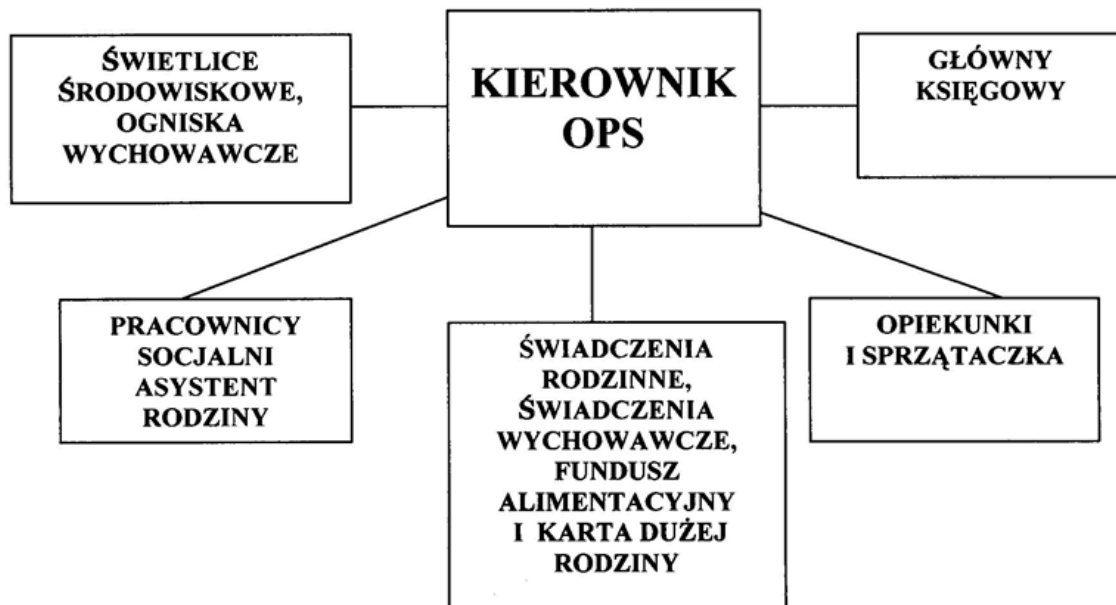 ŚWIETLICE
ŚRODOWISKOWE,
OGNISKA
WYCHOWAWCZE
KIEROWNIK
OPS
GŁÓWNY
KSIĘGOWY
PRACOWNICY
SOCJALNI
ASYSTENT
RODZINY
ŚWIADCZENIA
RODZINNE,
ŚWIADCZENIA
WYCHOWAWCZE,
FUNDUSZ
ALIMENTACYJNY
I KARTA DUŻEJ
RODZINY
OPIEKUNKI
I SPRZĄTACZKA